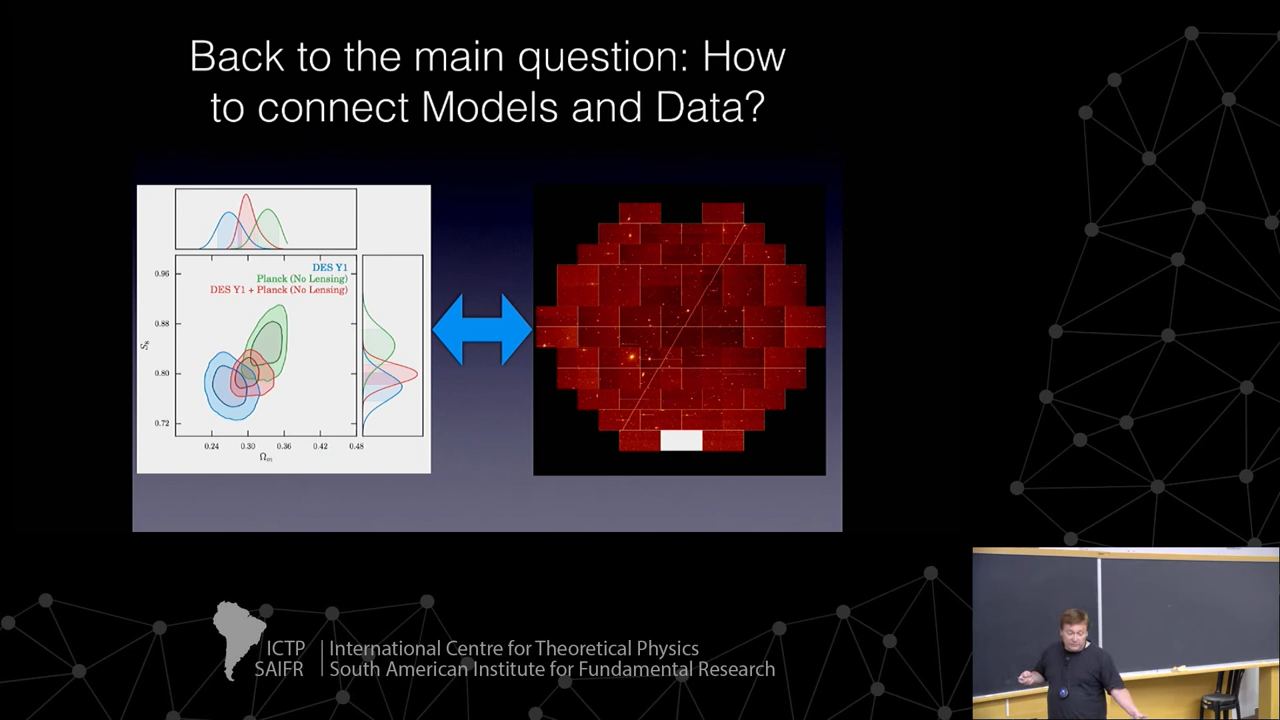 Back to the main question: How
to connect Models and Data?
DES Y1
Planck (No Lensing)
DES Y1 + Planck (No Lensing)
0.96
0.88
0.80
0.72
S₈
0.24 0.30 0.36 0.42 0.48
Ωₘ
ICTP
SAIFR
International Centre for Theoretical Physics
South American Institute for Fundamental Research